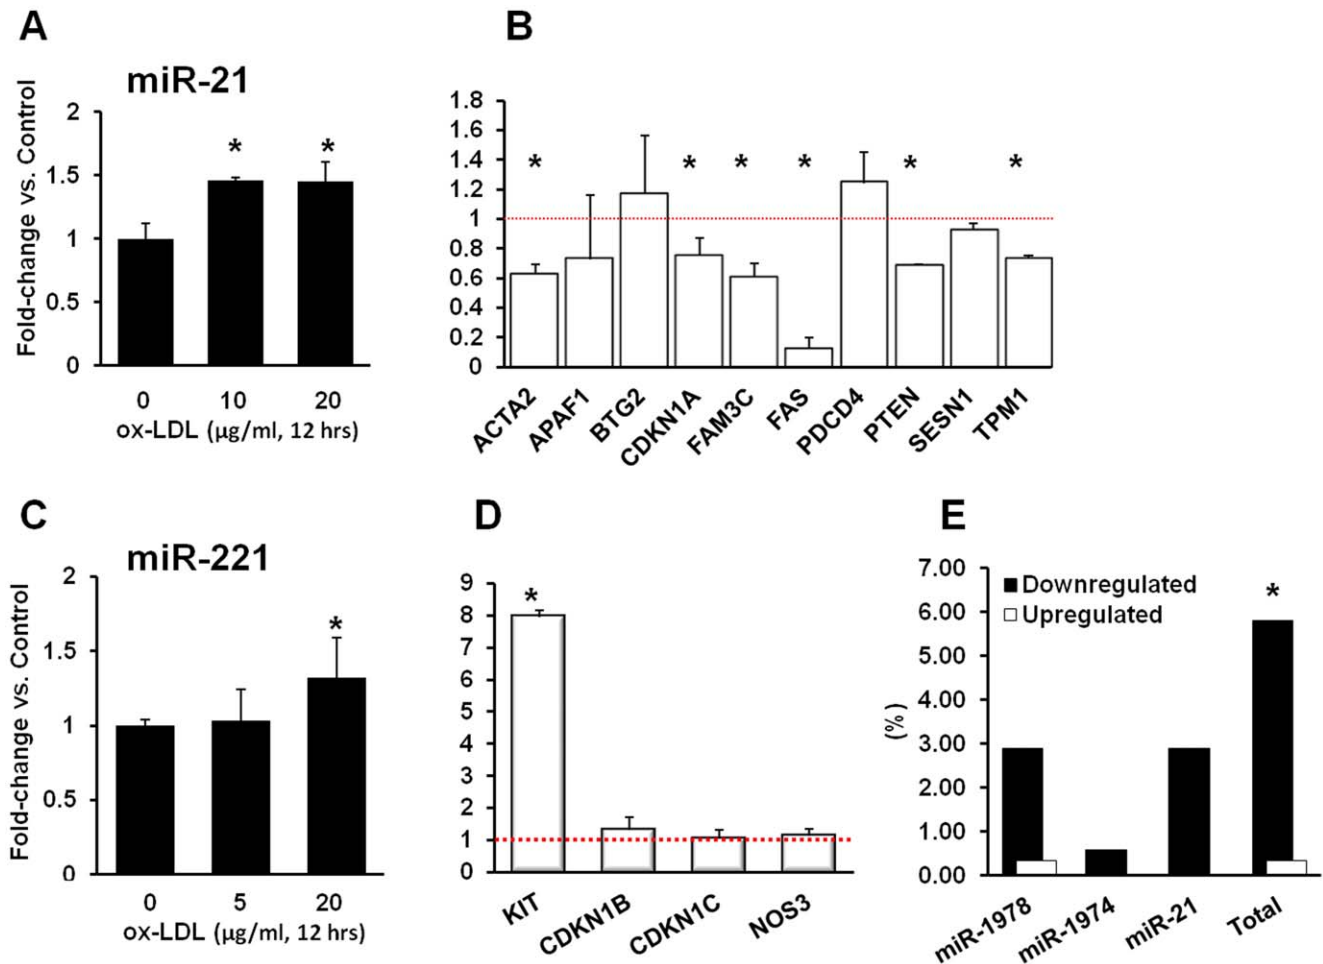 A
miR-21
Fold-change vs. Control
2
1.5
1
0.5
0
*
*
0 10 20
ox-LDL (µg/ml, 12 hrs)
B
1.8
1.6
1.4
1.2
1
0.8
0.6
0.4
0.2
0
* * * * * *
ACTA2
APAF1
BTG2
CDKN1A
FAM3C
FAS
PDCD4
PTEN
SESN1
TPM1
C
miR-221
Fold-change vs. Control
2
1.5
1
0.5
0
*
0 5 20
ox-LDL (µg/ml, 12 hrs)
D
9
8
7
6
5
4
3
2
1
0
*
KIT
CDKN1B
CDKN1C
NOS3
E
(%)
7.00
6.00
5.00
4.00
3.00
2.00
1.00
0.00
Downregulated
Upregulated
*
miR-1978
miR-1974
miR-21
Total